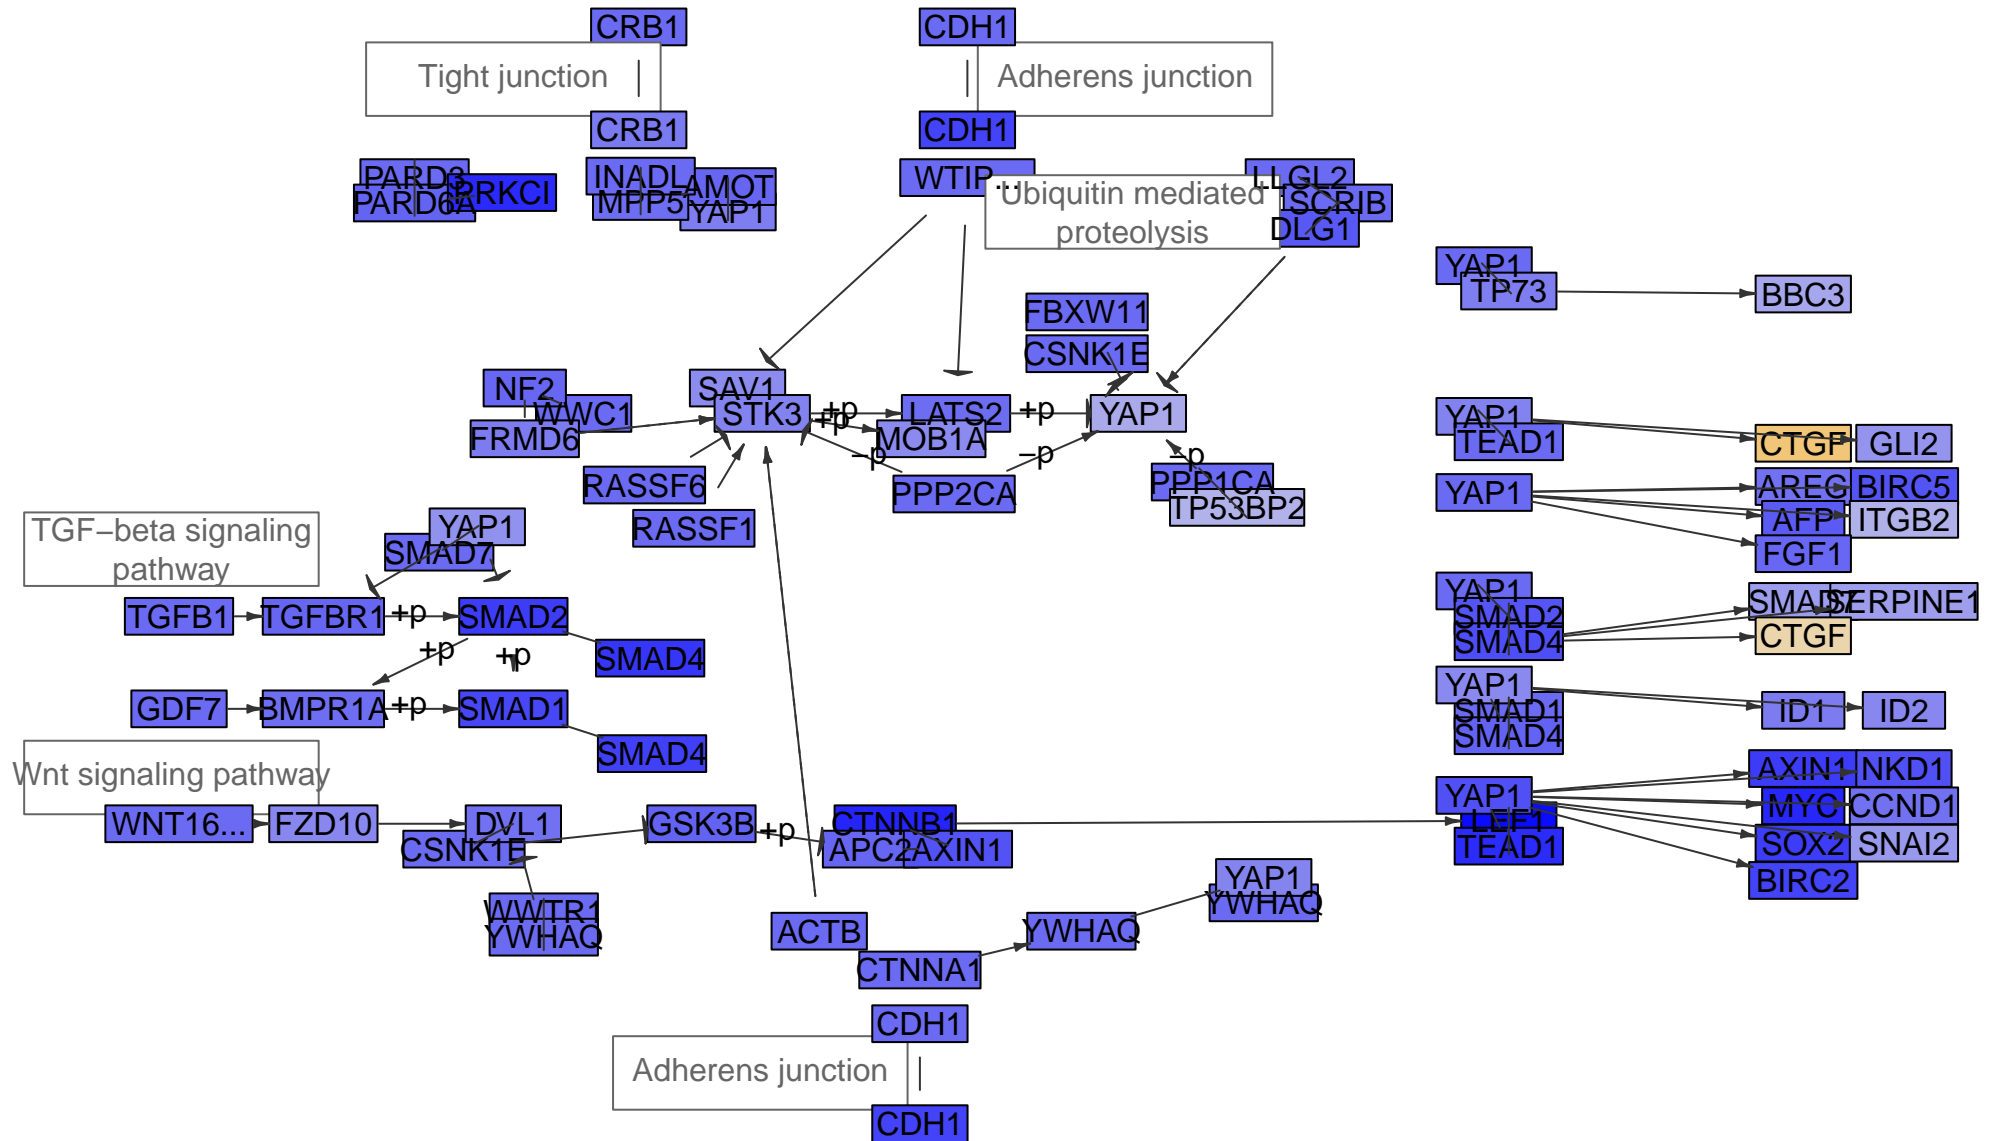 CRB1
CDH1
Tight junction
Adherens junction
CRB1
CDH1
PARD3
PRKCI
PARD6A
INADL
AMOT
MPP5
YAP1
WTIP...
LLGL2
SCRIB
DLG1
Ubiquitin mediated
proteolysis
YAP1
TP73
BBC3
FBXW11
CSNK1E
NF2
WWC1
FRMD6
SAV1
STK3
+p
+p
LATS2
MOB1A
+p
YAP1
−p
−p
−p
RASSF6
RASSF1
PPP2CA
PPP1CA
TP53BP2
YAP1
TEAD1
CTGF
GLI2
YAP1
AREG
BIRC5
AFP
ITGB2
FGF1
TGF−beta signaling
pathway
YAP1
SMAD7
TGFB1
TGFBR1
+p
SMAD2
SMAD4
+p
+p
GDF7
BMPR1A
+p
SMAD1
SMAD4
YAP1
SMAD2
SMAD4
SMAD7
SERPINE1
CTGF
YAP1
SMAD1
SMAD4
ID1
ID2
Wnt signaling pathway
WNT16...
FZD10
DVL1
CSNK1E
GSK3B
+p
CTNNB1
APC2
AXIN1
YAP1
LEF1
TEAD1
AXIN1
NKD1
MYC
CCND1
SOX2
SNAI2
BIRC2
WWTR1
YWHAQ
ACTB
CTNNA1
YWHAQ
YAP1
YWHAQ
CDH1
Adherens junction
CDH1